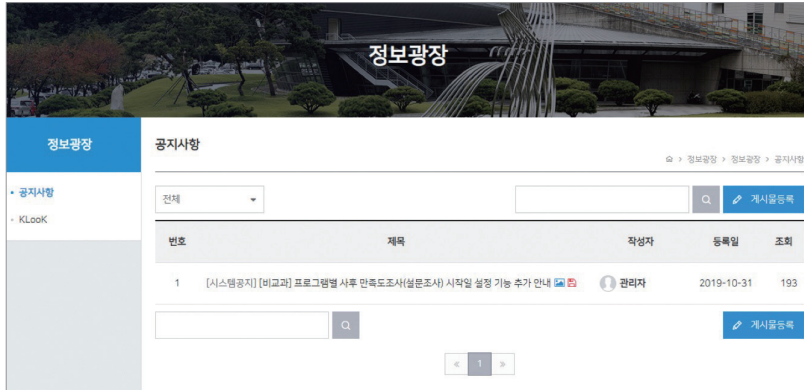 정보광장
정보광장
공지사항
정보광장 > 정보광장 > 공지사항
• 공지사항
- KLooK
전체
게시물등록
번호 제목 작성자 등록일 조회
1 [시스템공지] [비교과] 프로그램별 사후 만족도조사(설문조사) 시작일 설정 기능 추가 안내 관리자 2019-10-31 193
게시물등록
« 1 »